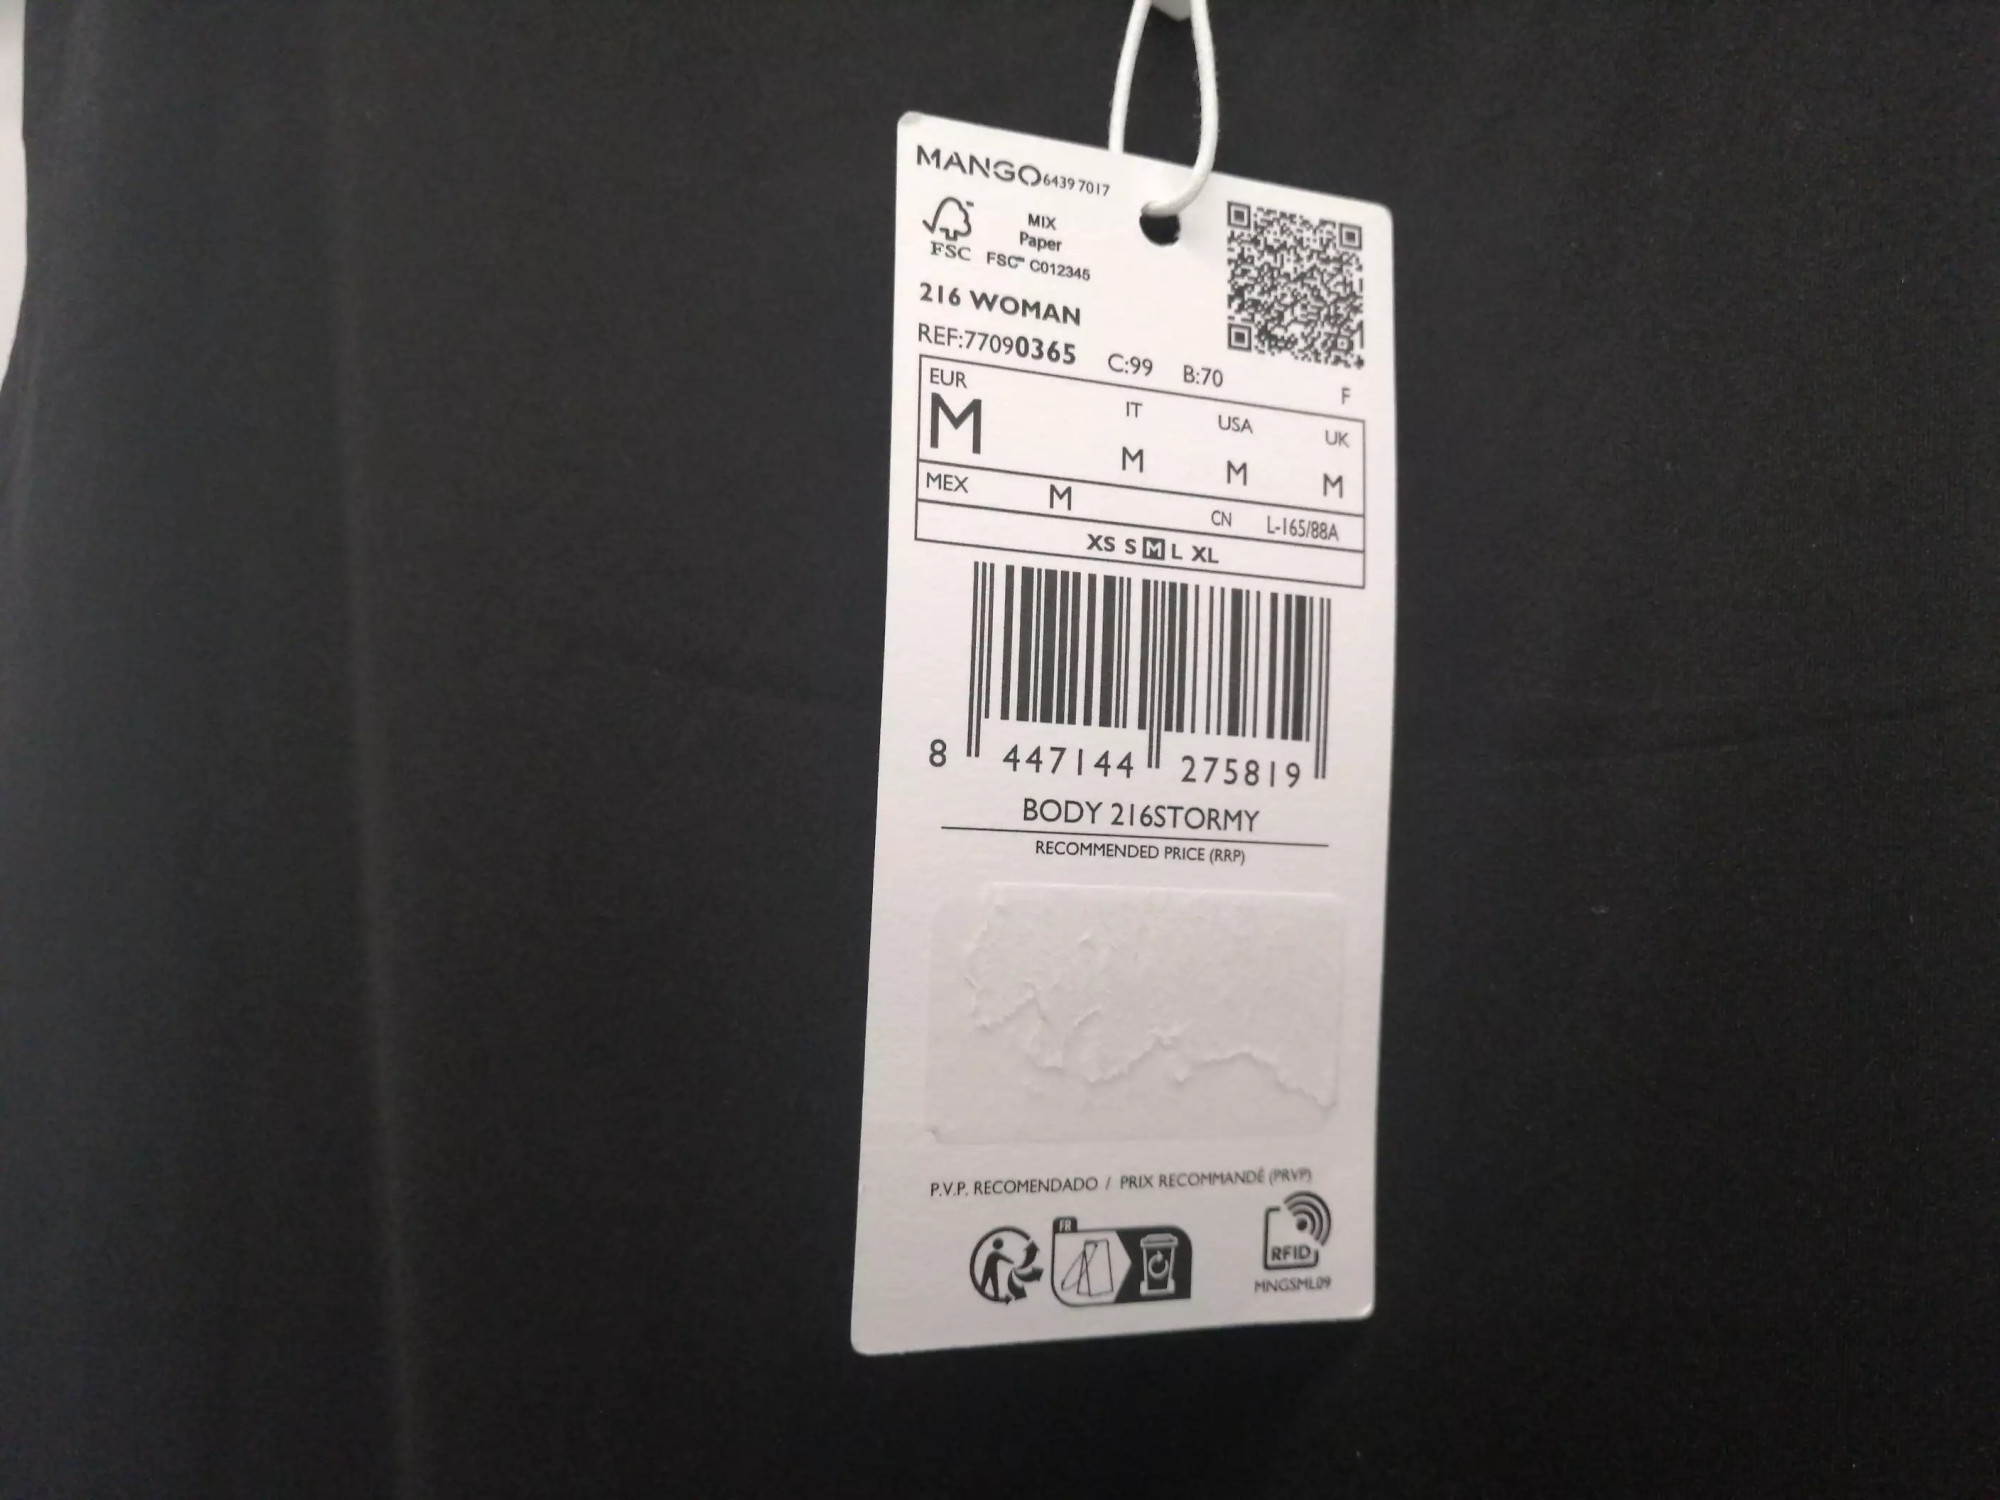 MANGO 6439 7017
MIX
Paper
FSC FSC™ C012345
216 WOMAN
REF:77090365 C:99 B:70 F
EUR IT USA UK
M M M M
MEX M CN L-165/88A
XS S M L XL
8 447144 275819
BODY 216STORMY
RECOMMENDED PRICE (RRP)
P.V.P. RECOMENDADO / PRIX RECOMMANDÉ (PRVP)
FR
RFID
MNGSML09